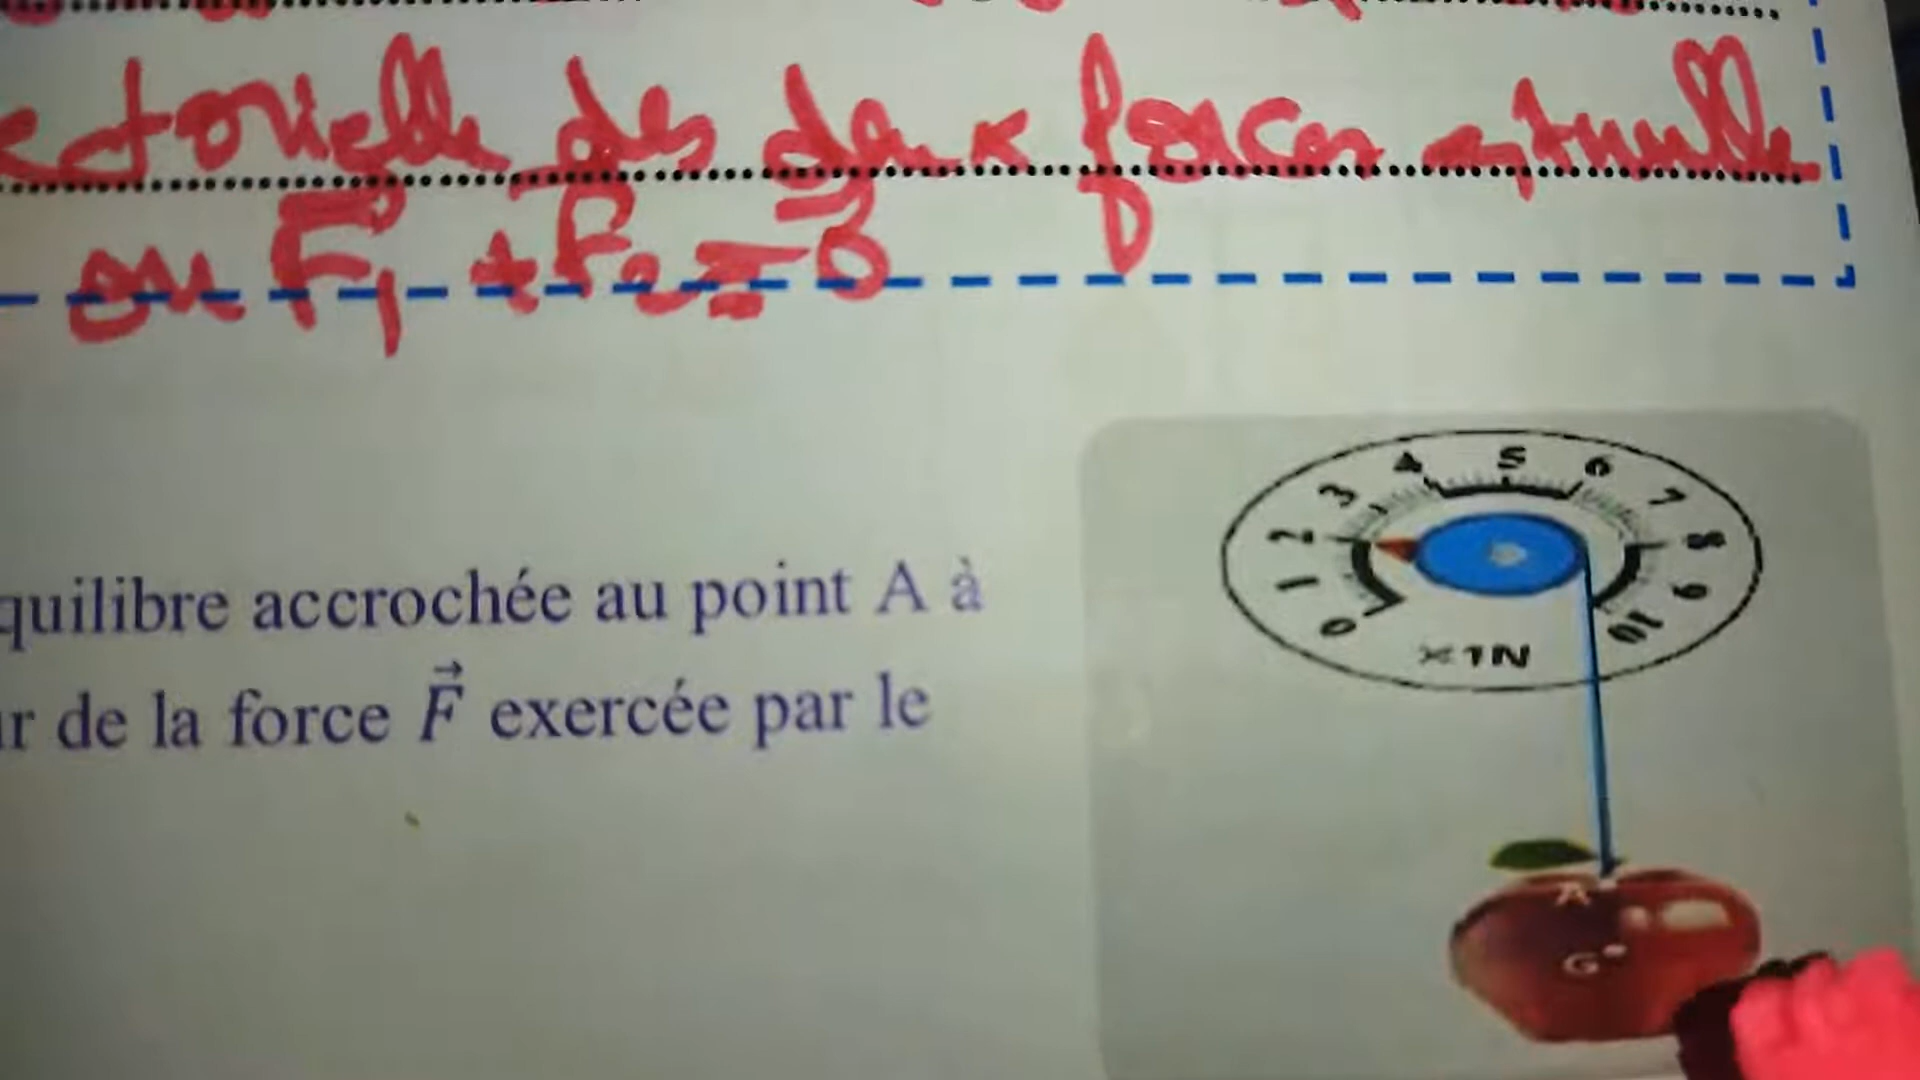 ctorielle des deux forces est nulle
ou F₁ + F₂ = 0
quilibre accrochée au point A à
r de la force F exercée par le
0 1 2 3 4 5 6 7 8 9 10
×1N
A
G